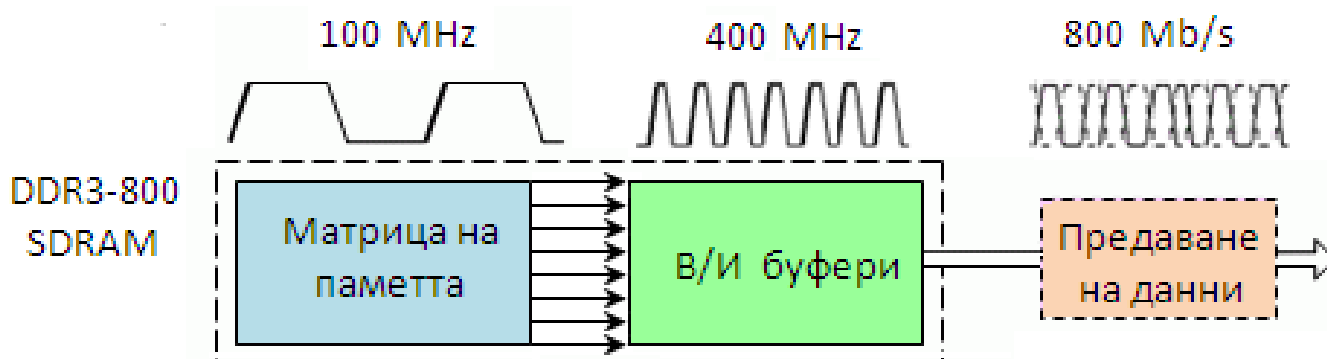 100 MHz
400 MHz
800 Mb/s
DDR3-800
SDRAM
Матрица на
паметта
В/И буфери
Предаване
на данни